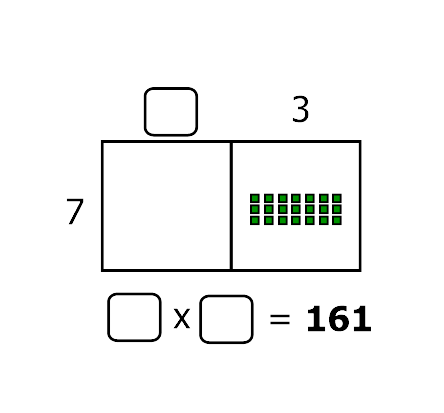 3
7
x = 161